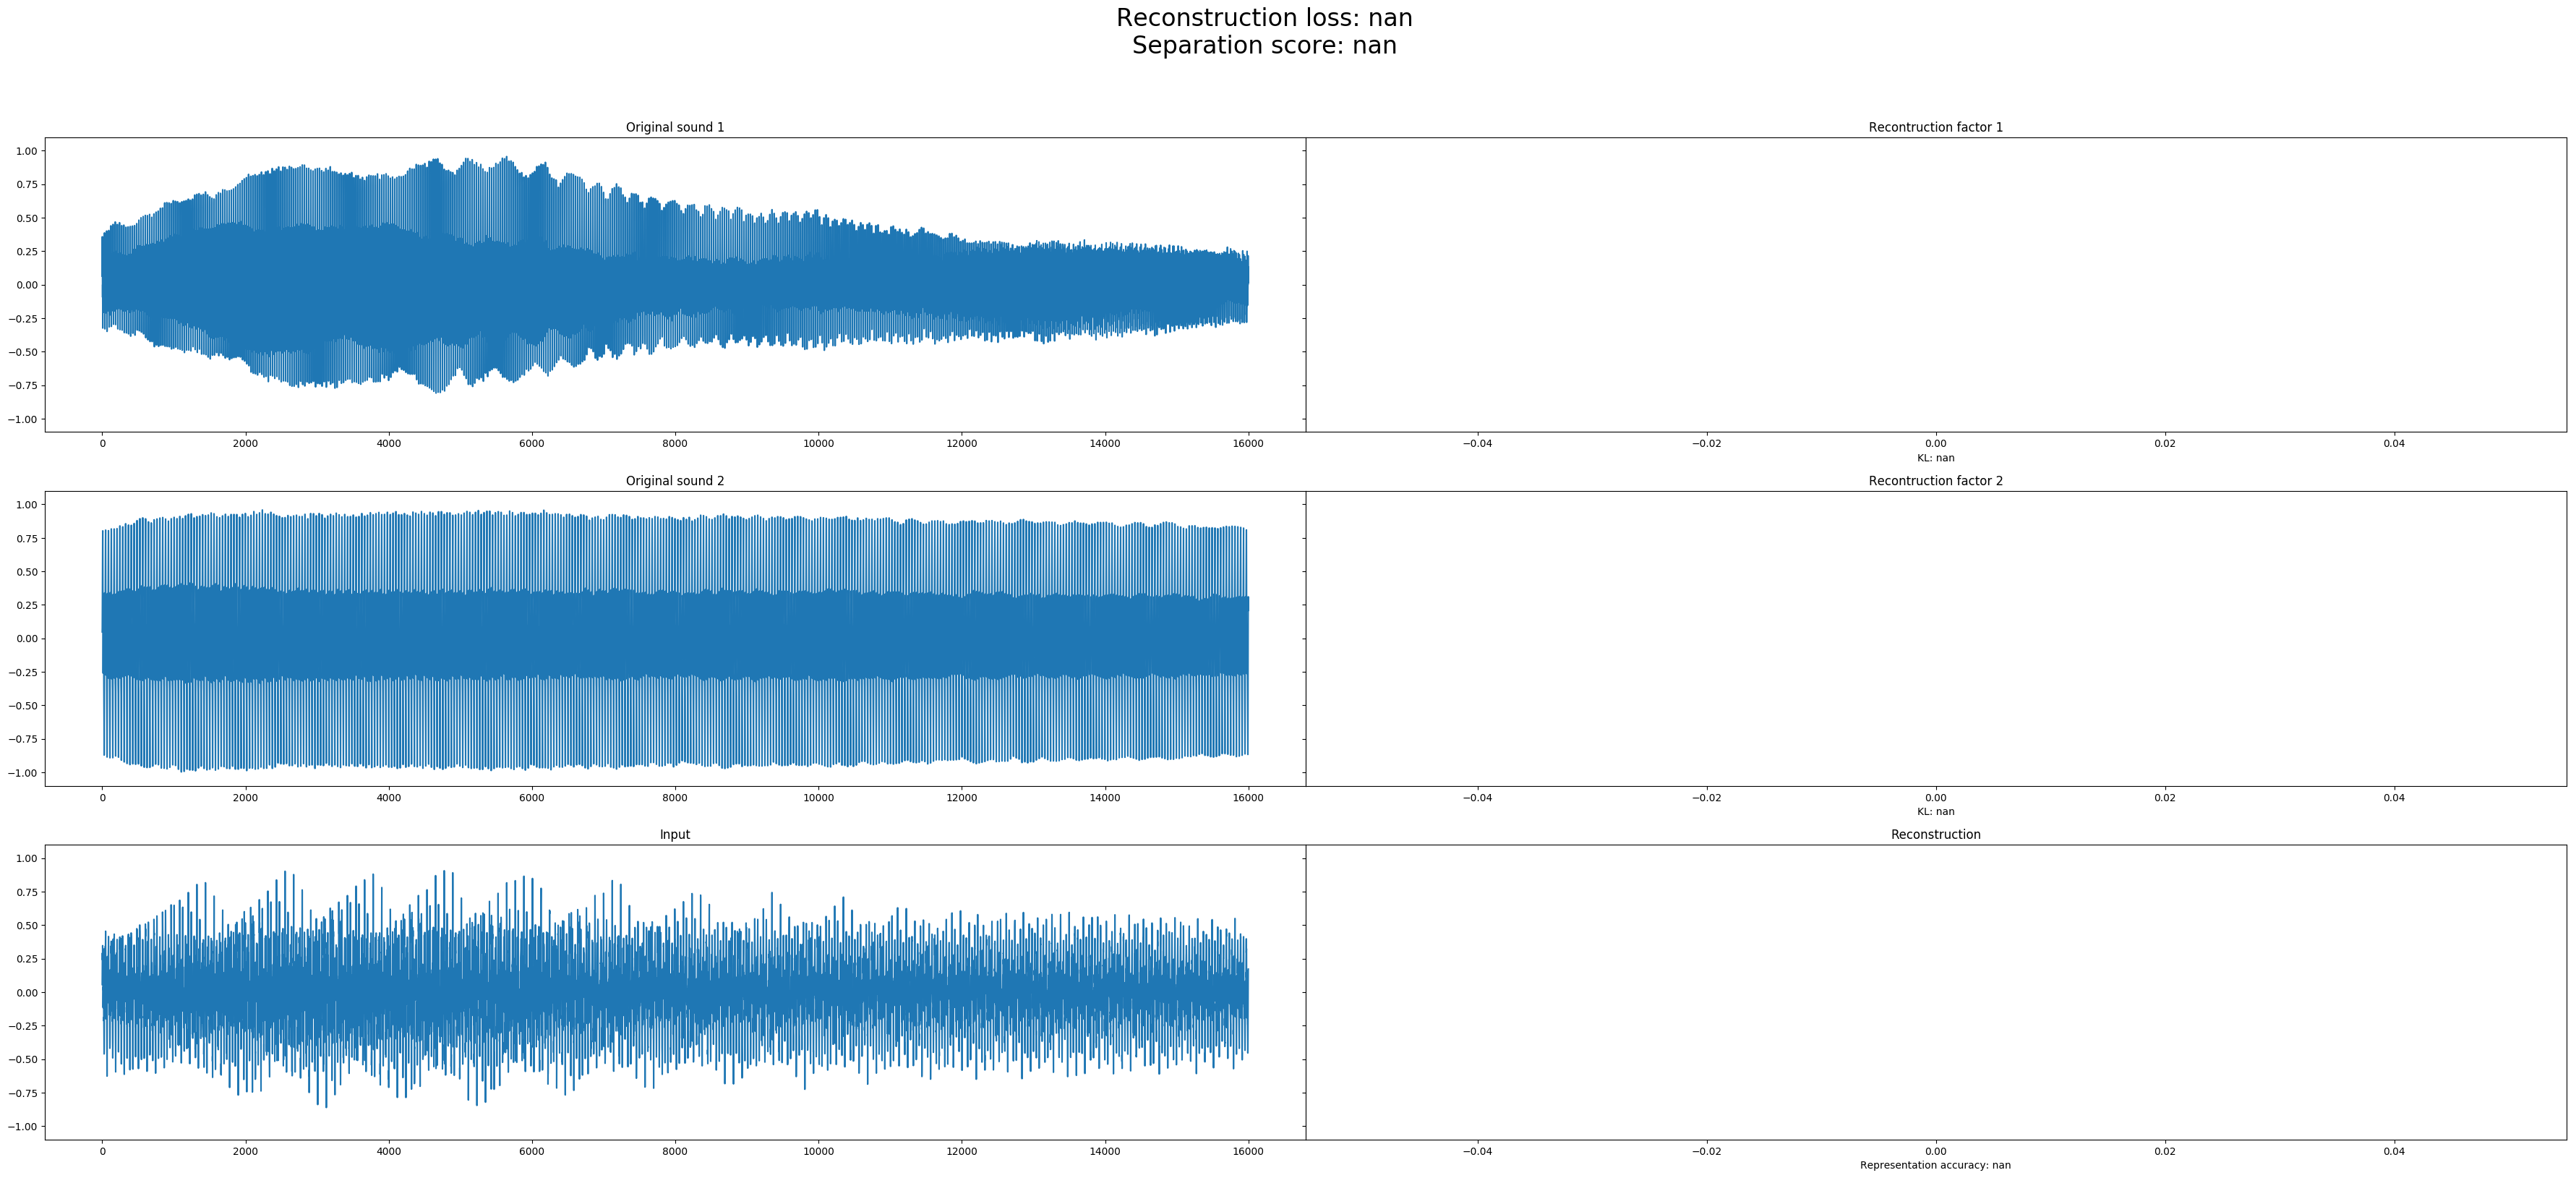 Reconstruction loss: nan
Separation score: nan
Original sound 1
Recontruction factor 1
1.00
0.75
0.50
0.25
0.00
−0.25
−0.50
−0.75
−1.00
0 2000 4000 6000 8000 10000 12000 14000 16000
−0.04 −0.02 0.00 0.02 0.04
KL: nan
Original sound 2
Recontruction factor 2
1.00
0.75
0.50
0.25
0.00
−0.25
−0.50
−0.75
−1.00
0 2000 4000 6000 8000 10000 12000 14000 16000
−0.04 −0.02 0.00 0.02 0.04
KL: nan
Input
Reconstruction
1.00
0.75
0.50
0.25
0.00
−0.25
−0.50
−0.75
−1.00
0 2000 4000 6000 8000 10000 12000 14000 16000
−0.04 −0.02 0.00 0.02 0.04
Representation accuracy: nan